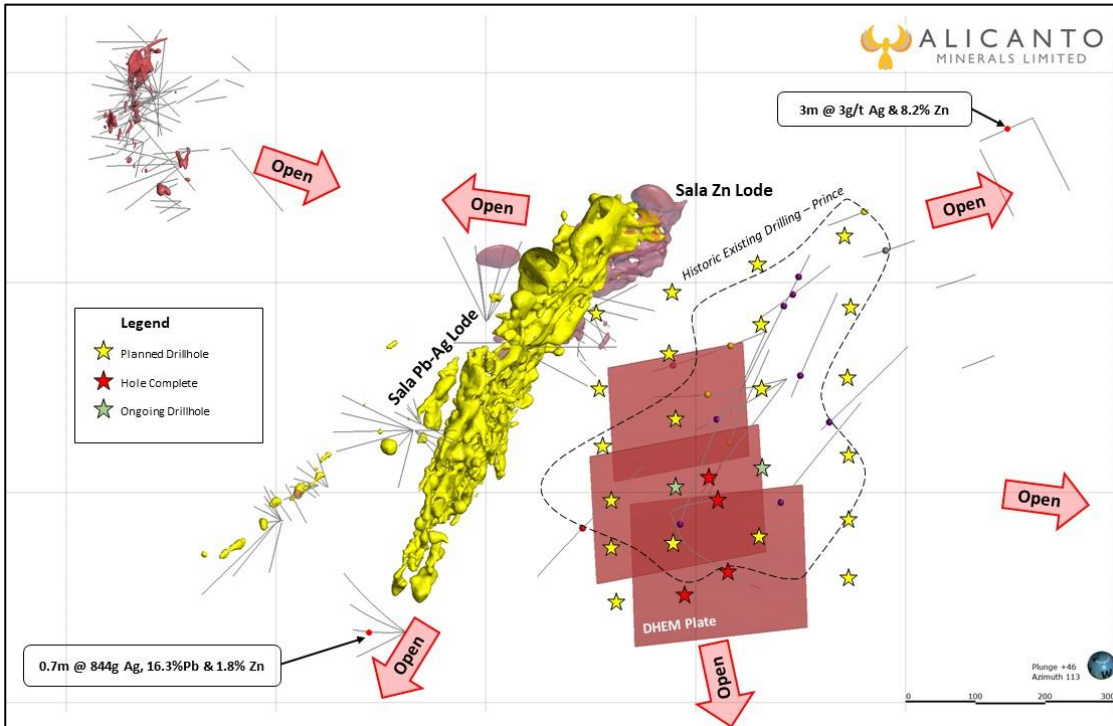 ALICANTO
MINERALS LIMITED
3m @ 3g/t Ag & 8.2% Zn
Open
Open
Open
Sala Zn Lode
Historic Existing Drilling – Prince
Sala Pb-Ag Lode
Legend
Planned Drillhole
Hole Complete
Ongoing Drillhole
Open
DHEM Plate
0.7m @ 844g Ag, 16.3%Pb & 1.8% Zn
Open
Open
Plunge +46
Azimuth 113
W
0 100 200 300